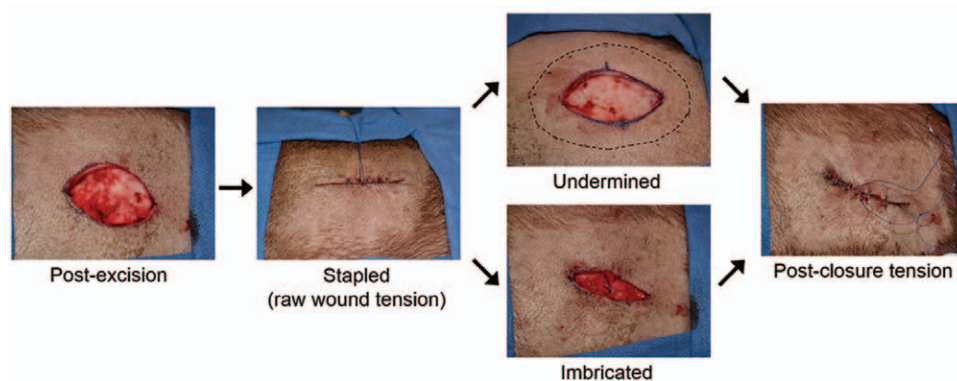 Post-excision
Stapled
(raw wound tension)
Undermined
Imbricated
Post-closure tension